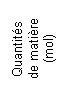 Quantités
de matière
(mol)